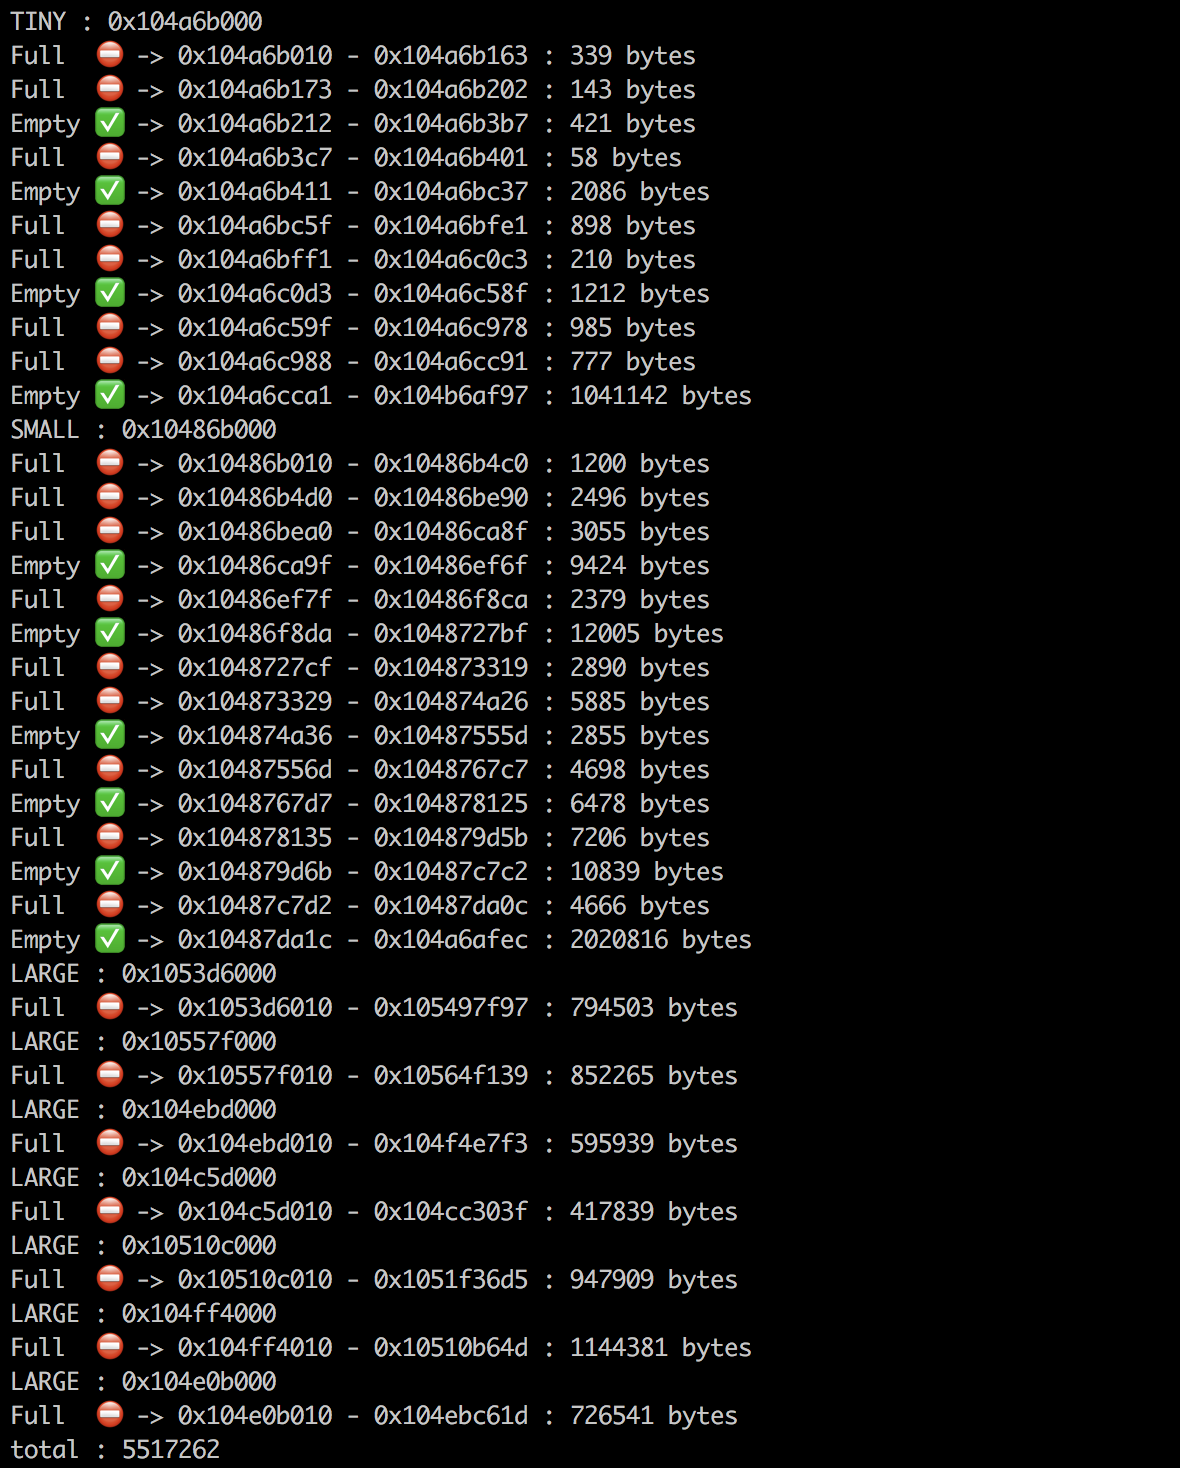 TINY : 0x104a6b000
Full ⛔ -> 0x104a6b010 - 0x104a6b163 : 339 bytes
Full ⛔ -> 0x104a6b173 - 0x104a6b202 : 143 bytes
Empty ✅ -> 0x104a6b212 - 0x104a6b3b7 : 421 bytes
Full ⛔ -> 0x104a6b3c7 - 0x104a6b401 : 58 bytes
Empty ✅ -> 0x104a6b411 - 0x104a6bc37 : 2086 bytes
Full ⛔ -> 0x104a6bc5f - 0x104a6bfe1 : 898 bytes
Full ⛔ -> 0x104a6bff1 - 0x104a6c0c3 : 210 bytes
Empty ✅ -> 0x104a6c0d3 - 0x104a6c58f : 1212 bytes
Full ⛔ -> 0x104a6c59f - 0x104a6c978 : 985 bytes
Full ⛔ -> 0x104a6c988 - 0x104a6cc91 : 777 bytes
Empty ✅ -> 0x104a6cca1 - 0x104b6af97 : 1041142 bytes
SMALL : 0x10486b000
Full ⛔ -> 0x10486b010 - 0x10486b4c0 : 1200 bytes
Full ⛔ -> 0x10486b4d0 - 0x10486be90 : 2496 bytes
Full ⛔ -> 0x10486bea0 - 0x10486ca8f : 3055 bytes
Empty ✅ -> 0x10486ca9f - 0x10486ef6f : 9424 bytes
Full ⛔ -> 0x10486ef7f - 0x10486f8ca : 2379 bytes
Empty ✅ -> 0x10486f8da - 0x1048727bf : 12005 bytes
Full ⛔ -> 0x1048727cf - 0x104873319 : 2890 bytes
Full ⛔ -> 0x104873329 - 0x104874a26 : 5885 bytes
Empty ✅ -> 0x104874a36 - 0x10487555d : 2855 bytes
Full ⛔ -> 0x10487556d - 0x1048767c7 : 4698 bytes
Empty ✅ -> 0x1048767d7 - 0x104878125 : 6478 bytes
Full ⛔ -> 0x104878135 - 0x104879d5b : 7206 bytes
Empty ✅ -> 0x104879d6b - 0x10487c7c2 : 10839 bytes
Full ⛔ -> 0x10487c7d2 - 0x10487da0c : 4666 bytes
Empty ✅ -> 0x10487da1c - 0x104a6afec : 2020816 bytes
LARGE : 0x1053d6000
Full ⛔ -> 0x1053d6010 - 0x105497f97 : 794503 bytes
LARGE : 0x10557f000
Full ⛔ -> 0x10557f010 - 0x10564f139 : 852265 bytes
LARGE : 0x104ebd000
Full ⛔ -> 0x104ebd010 - 0x104f4e7f3 : 595939 bytes
LARGE : 0x104c5d000
Full ⛔ -> 0x104c5d010 - 0x104cc303f : 417839 bytes
LARGE : 0x10510c000
Full ⛔ -> 0x10510c010 - 0x1051f36d5 : 947909 bytes
LARGE : 0x104ff4000
Full ⛔ -> 0x104ff4010 - 0x10510b64d : 1144381 bytes
LARGE : 0x104e0b000
Full ⛔ -> 0x104e0b010 - 0x104ebc61d : 726541 bytes
total : 5517262